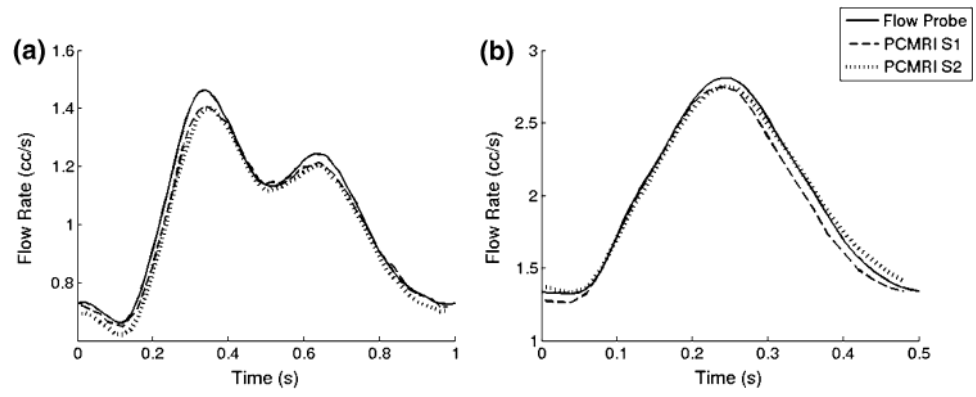 Flow Probe
PCMRI S1
PCMRI S2
(a)
1.6
1.4
1.2
1
0.8
Flow Rate (cc/s)
0
0.2
0.4
0.6
0.8
1
Time (s)
(b)
3
2.5
2
1.5
1
Flow Rate (cc/s)
0
0.1
0.2
0.3
0.4
0.5
Time (s)